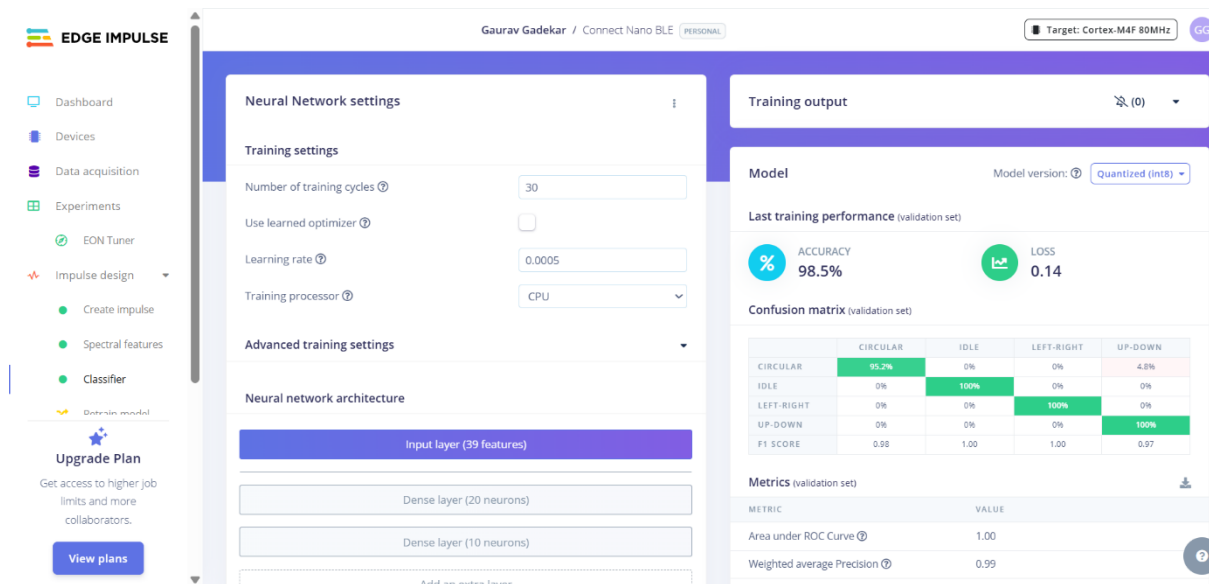 EDGE IMPULSE
Gaurav Gadekar / Connect Nano BLE PERSONAL
Target: Cortex-M4F 80MHz
GG
Dashboard
Devices
Data acquisition
Experiments
EON Tuner
Impulse design
Create impulse
Spectral features
Classifier
Retrain model
Upgrade Plan
Get access to higher job
limits and more
collaborators.
View plans
Neural Network settings
Training settings
Number of training cycles ?
30
Use learned optimizer ?
Learning rate ?
0.0005
Training processor ?
CPU
Advanced training settings
Neural network architecture
Input layer (39 features)
Dense layer (20 neurons)
Dense layer (10 neurons)
Add an extra layer
Training output
(0)
Model
Model version: ? Quantized (int8)
Last training performance (validation set)
% ACCURACY
98.5%
LOSS
0.14
Confusion matrix (validation set)
CIRCULAR IDLE LEFT-RIGHT UP-DOWN
CIRCULAR 95.2% 0% 0% 4.8%
IDLE 0% 100% 0% 0%
LEFT-RIGHT 0% 0% 100% 0%
UP-DOWN 0% 0% 0% 100%
F1 SCORE 0.98 1.00 1.00 0.97
Metrics (validation set)
METRIC VALUE
Area under ROC Curve ? 1.00
Weighted average Precision ? 0.99
?